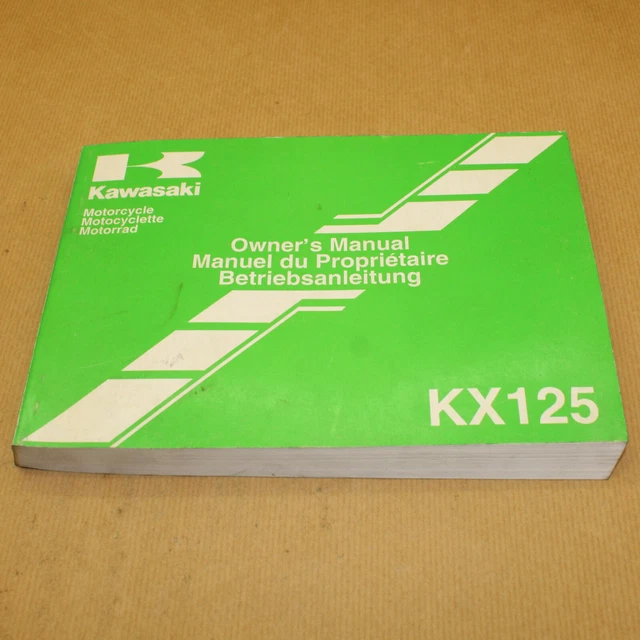 Kawasaki
Motorcycle
Motocyclette
Motorrad
Owner's Manual
Manuel du Propriétaire
Betriebsanleitung
KX125